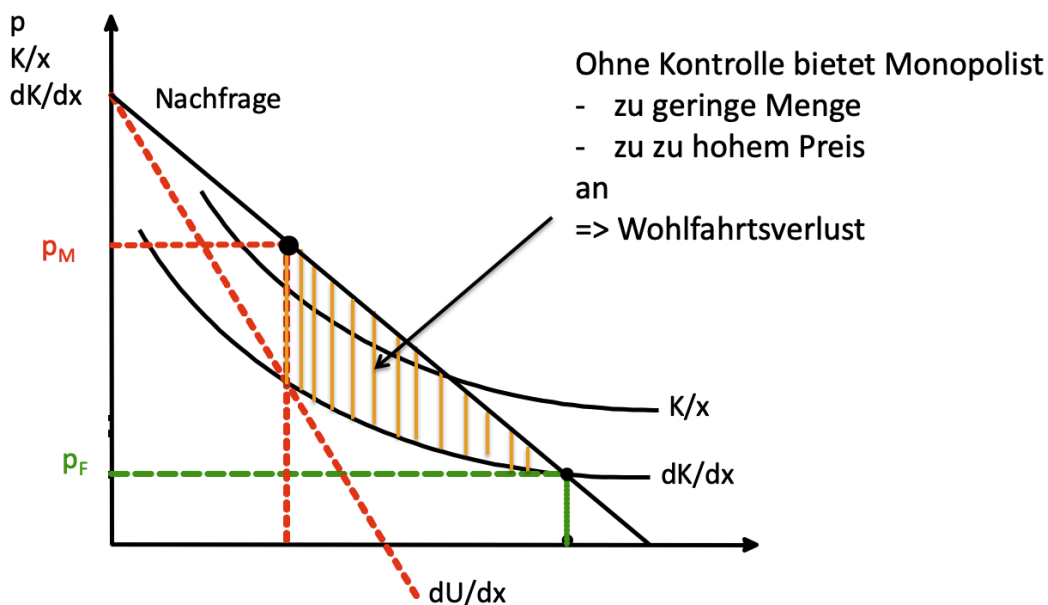 p
K/x
dK/dx
Nachfrage
Ohne Kontrolle bietet Monopolist
- zu geringe Menge
- zu zu hohem Preis
an
=> Wohlfahrtsverlust
pM
K/x
pF
dK/dx
dU/dx